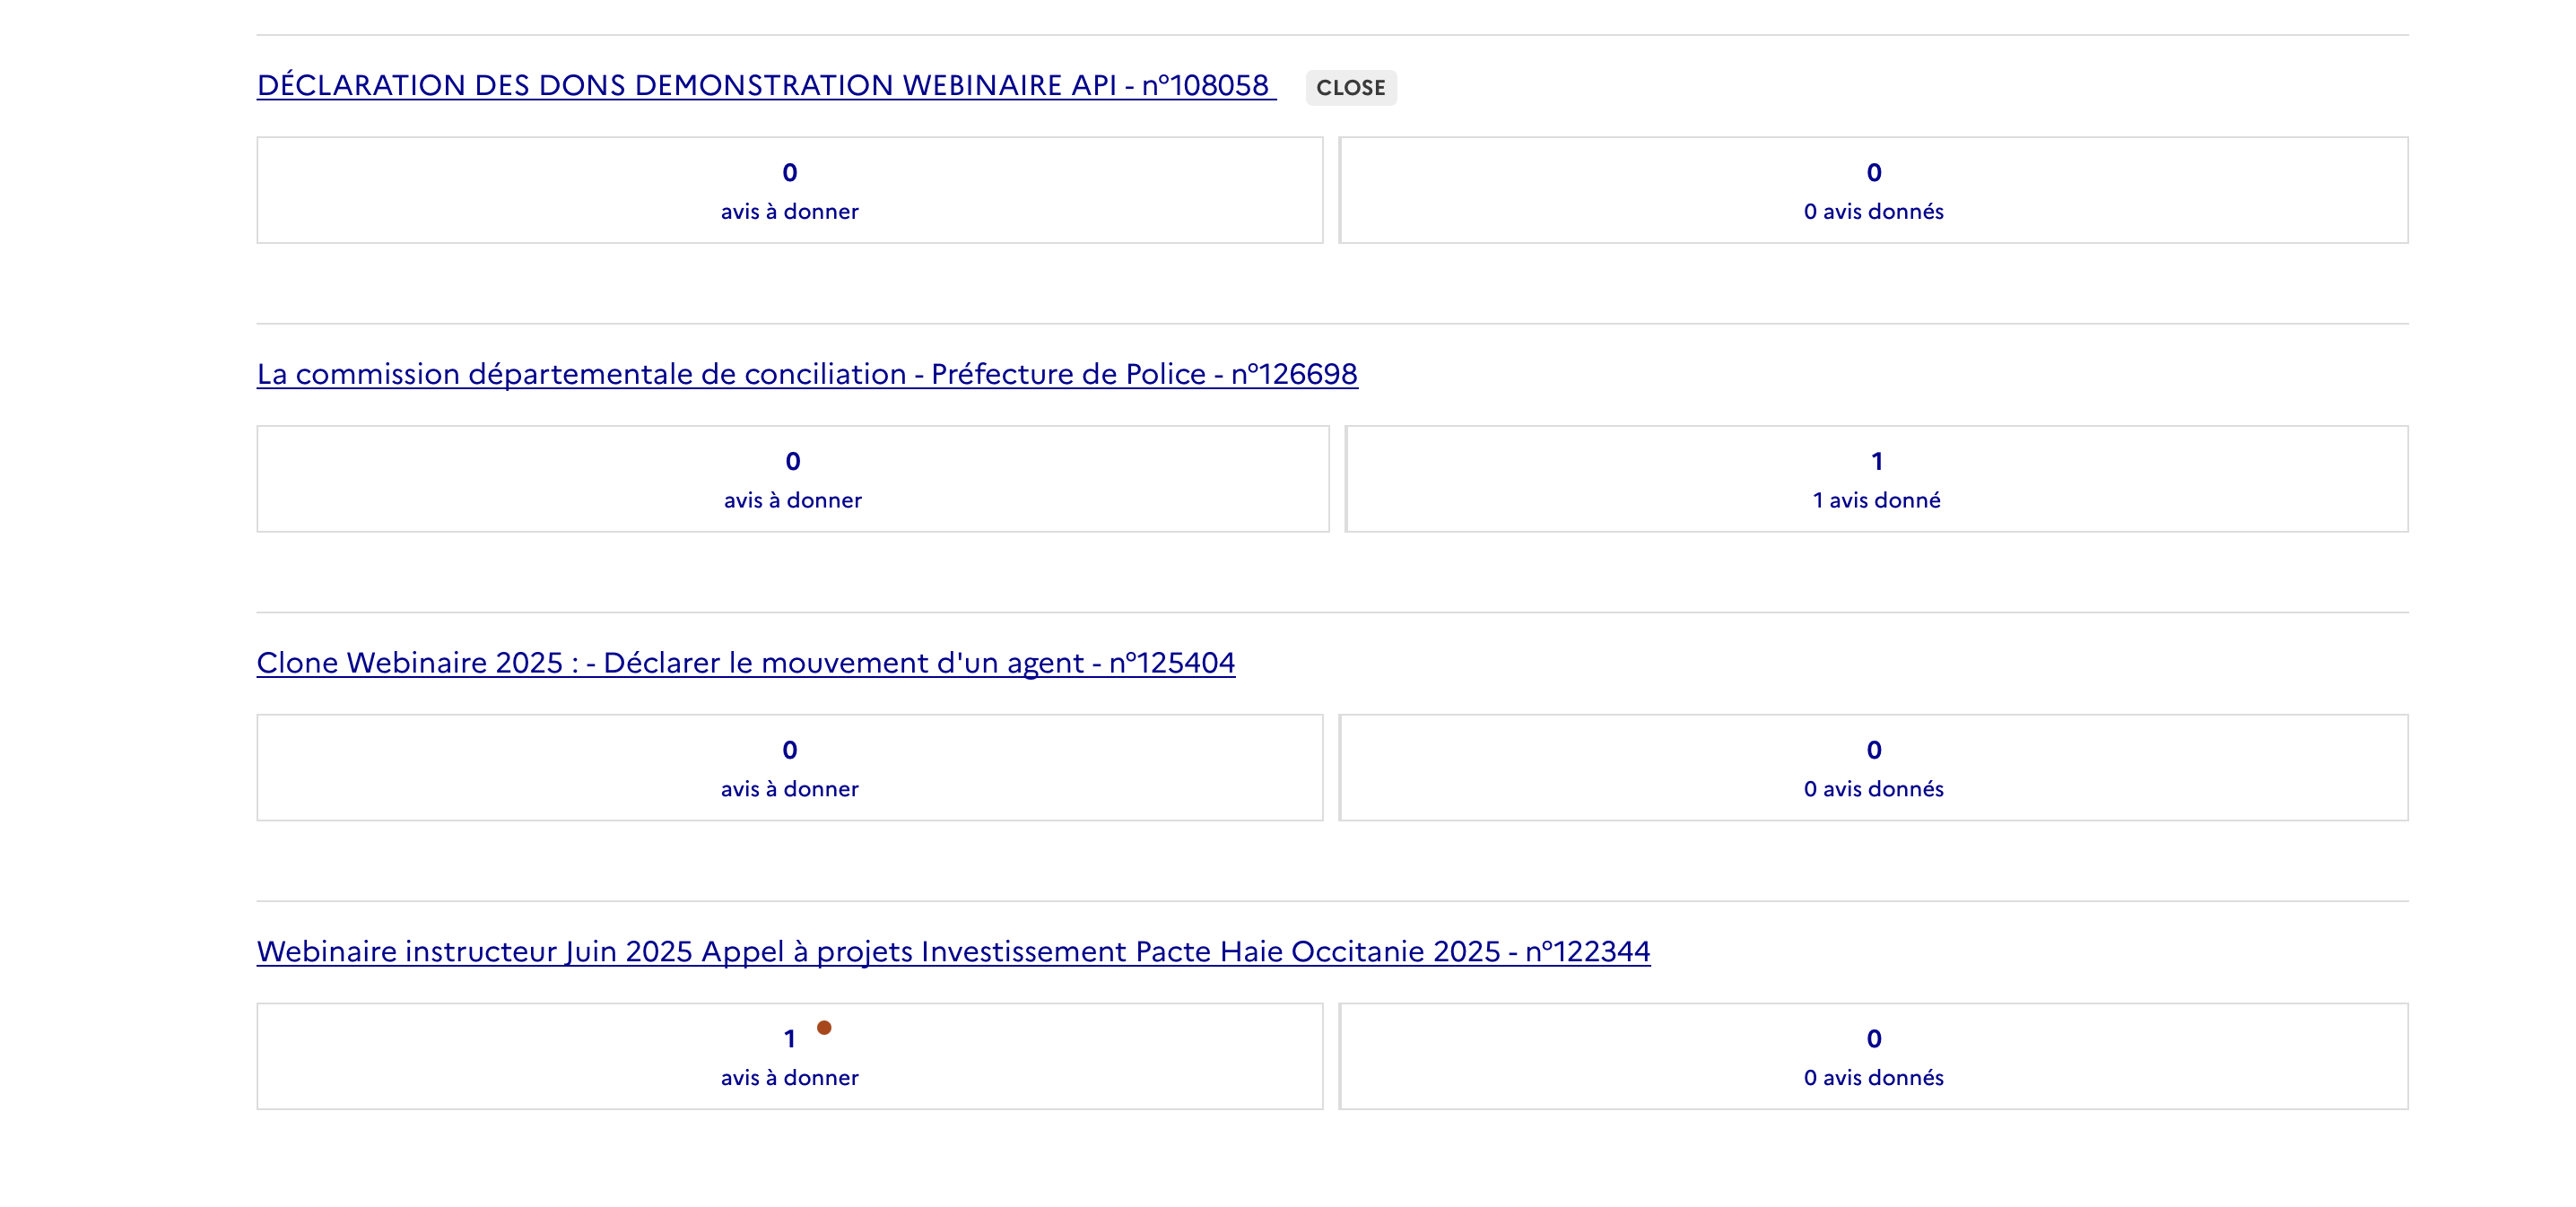 DÉCLARATION DES DONS DEMONSTRATION WEBINAIRE API - n°108058 CLOSE
0
avis à donner
0
0 avis donnés
La commission départementale de conciliation - Préfecture de Police - n°126698
0
avis à donner
1
1 avis donné
Clone Webinaire 2025 : - Déclarer le mouvement d'un agent - n°125404
0
avis à donner
0
0 avis donnés
Webinaire instructeur Juin 2025 Appel à projets Investissement Pacte Haie Occitanie 2025 - n°122344
1
avis à donner
0
0 avis donnés